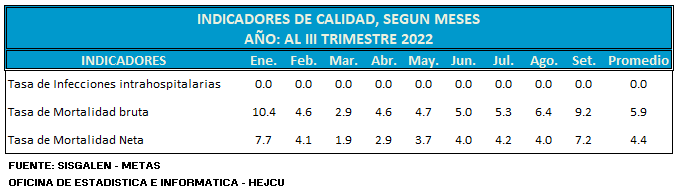 INDICADORES DE CALIDAD, SEGUN MESES
AÑO: AL III TRIMESTRE 2022
INDICADORES Ene. Feb. Mar. Abr. May. Jun. Jul. Ago. Set. Promedio
Tasa de Infecciones intrahospitalarias 0.0 0.0 0.0 0.0 0.0 0.0 0.0 0.0 0.0 0.0
Tasa de Mortalidad bruta 10.4 4.6 2.9 4.6 4.7 5.0 5.3 6.4 9.2 5.9
Tasa de Mortalidad Neta 7.7 4.1 1.9 2.9 3.7 4.0 4.2 4.0 7.2 4.4
FUENTE: SISGALEN - METAS
OFICINA DE ESTADISTICA E INFORMATICA - HEJCU